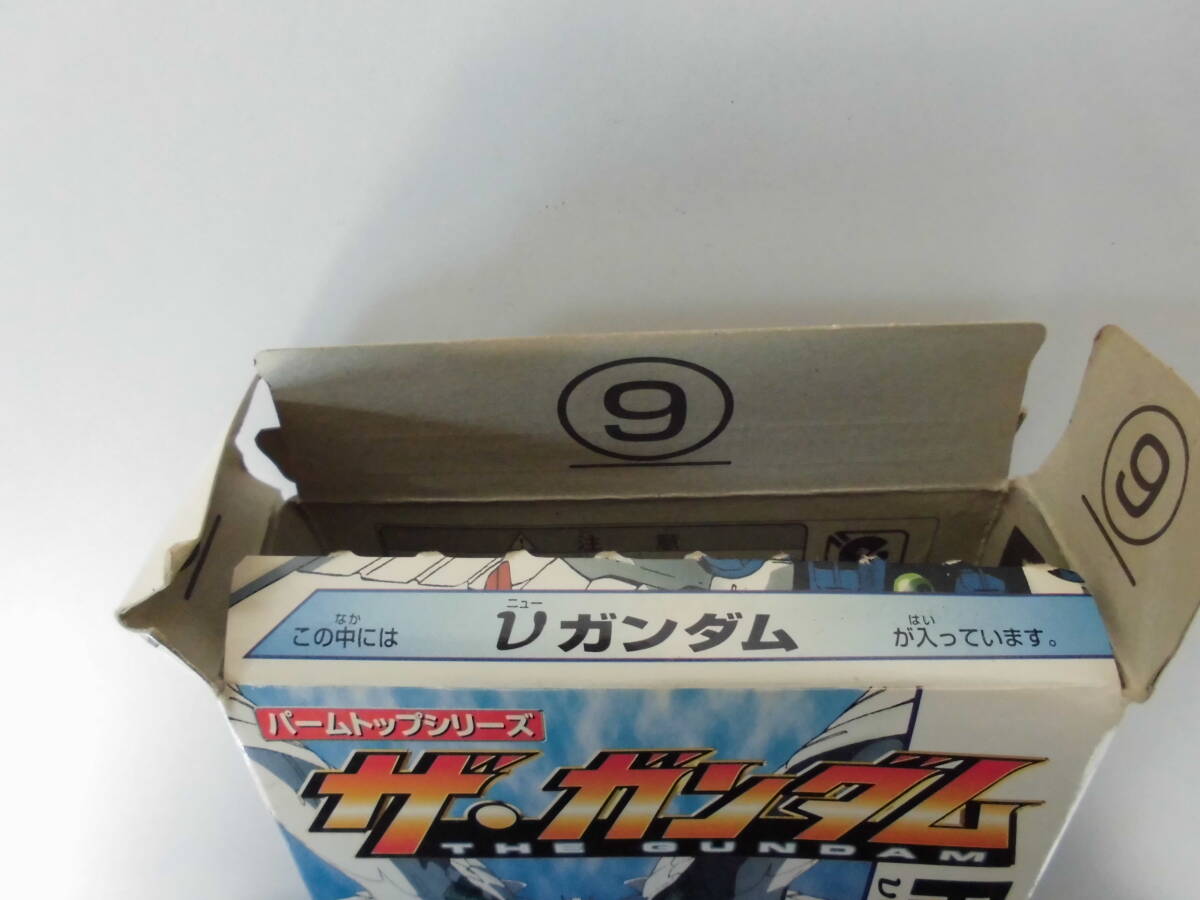 9
9
注意
なか ニュー はい
この中には νガンダム が入っています。
パームトップシリーズ
ザ・ガンダム
THE GUNDAM